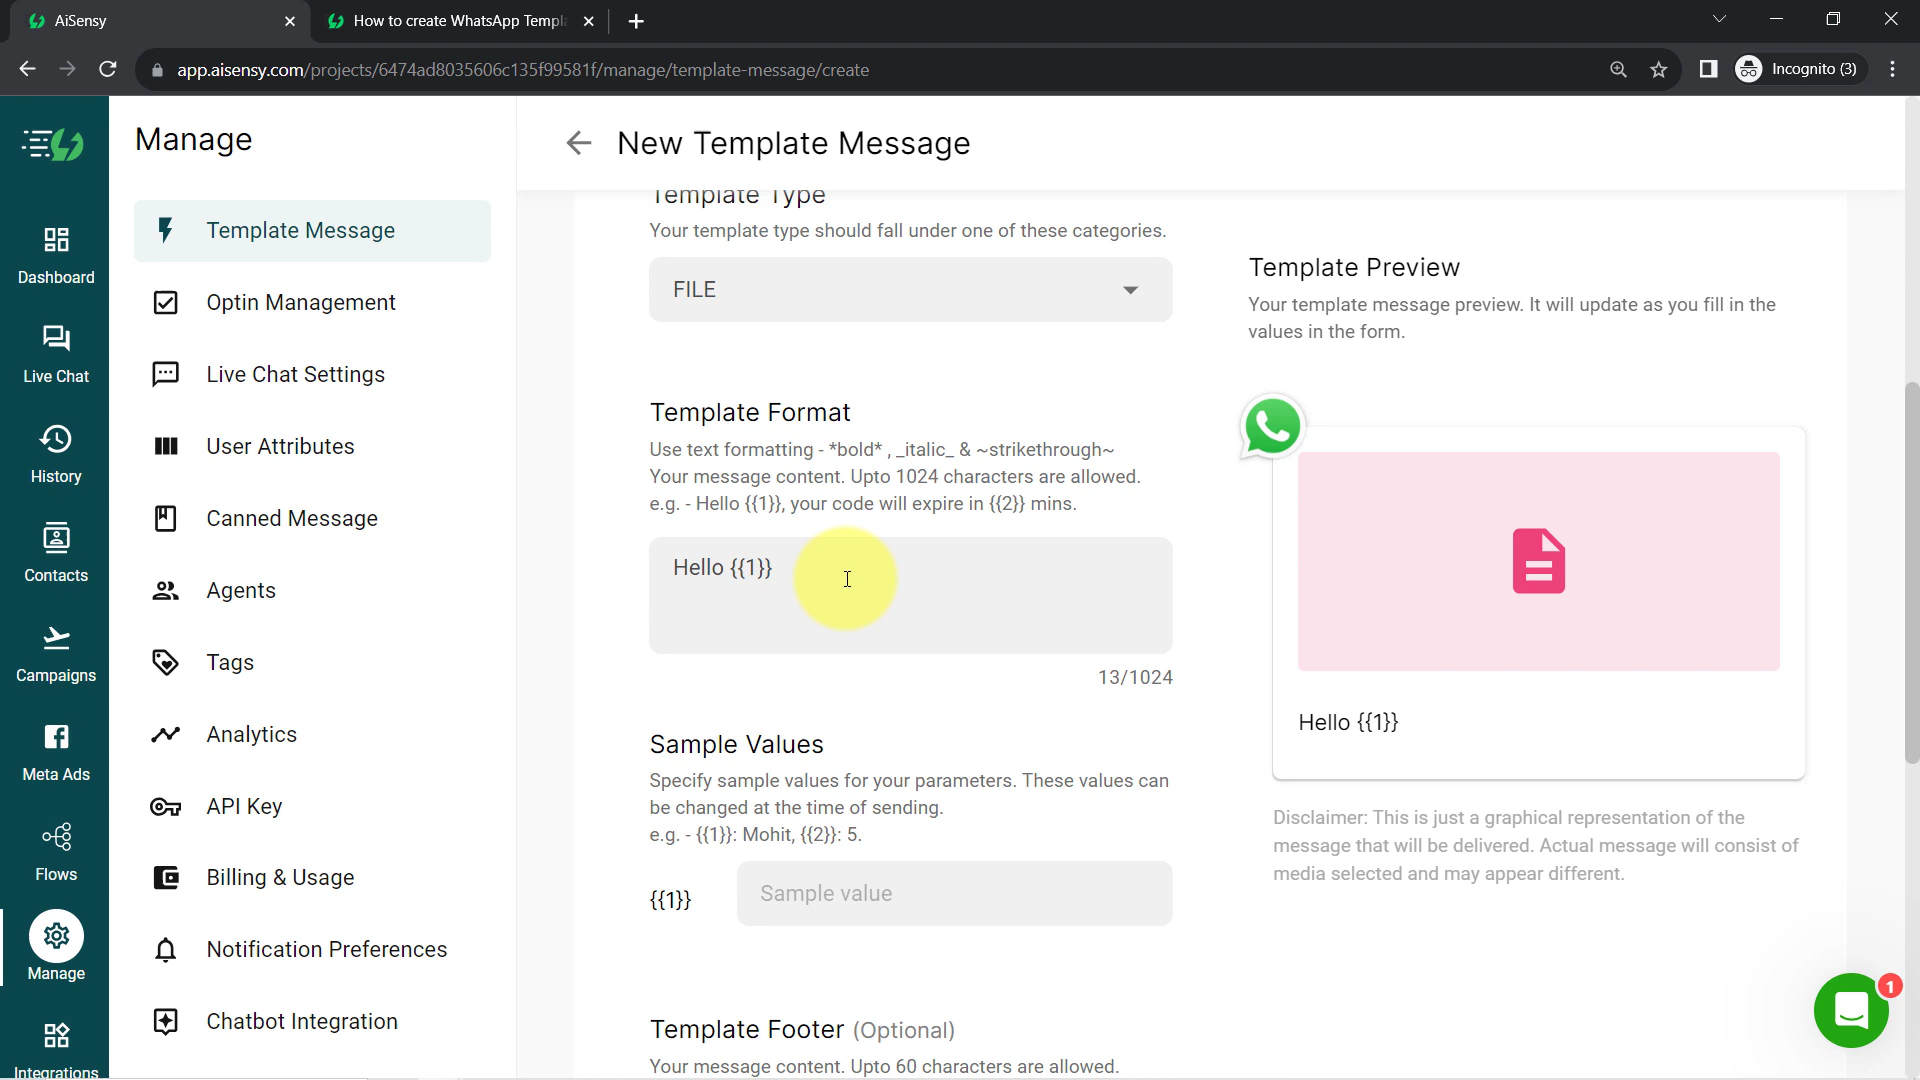 AiSensy
How to create WhatsApp Templ
app.aisensy.com/projects/6474ad8035606c135f99581f/manage/template-message/create
Incognito (3)
Dashboard
Live Chat
History
Contacts
Campaigns
Meta Ads
Flows
Manage
Integrations
Manage
Template Message
Optin Management
Live Chat Settings
User Attributes
Canned Message
Agents
Tags
Analytics
API Key
Billing & Usage
Notification Preferences
Chatbot Integration
New Template Message
Template Type
Your template type should fall under one of these categories.
FILE
Template Format
Use text formatting - *bold* , _italic_ & ~strikethrough~
Your message content. Upto 1024 characters are allowed.
e.g. - Hello {{1}}, your code will expire in {{2}} mins.
Hello {{1}}
13/1024
Sample Values
Specify sample values for your parameters. These values can
be changed at the time of sending.
e.g. - {{1}}: Mohit, {{2}}: 5.
{{1}}
Sample value
Template Footer (Optional)
Your message content. Upto 60 characters are allowed.
Template Preview
Your template message preview. It will update as you fill in the
values in the form.
Hello {{1}}
Disclaimer: This is just a graphical representation of the
message that will be delivered. Actual message will consist of
media selected and may appear different.
1